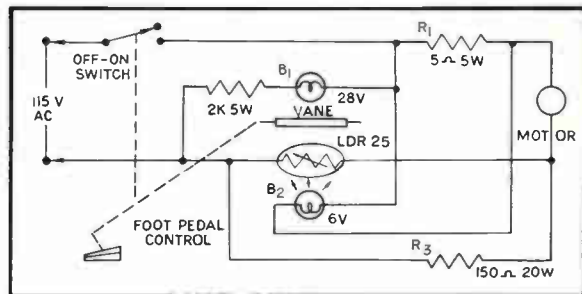 OFF-ON
SWITCH
115 V
AC
R1
5Ω 5W
B1
2K 5W
28V
VANE
LDR 25
MOTOR
B2
6V
FOOT PEDAL
CONTROL
R3
150Ω 20W